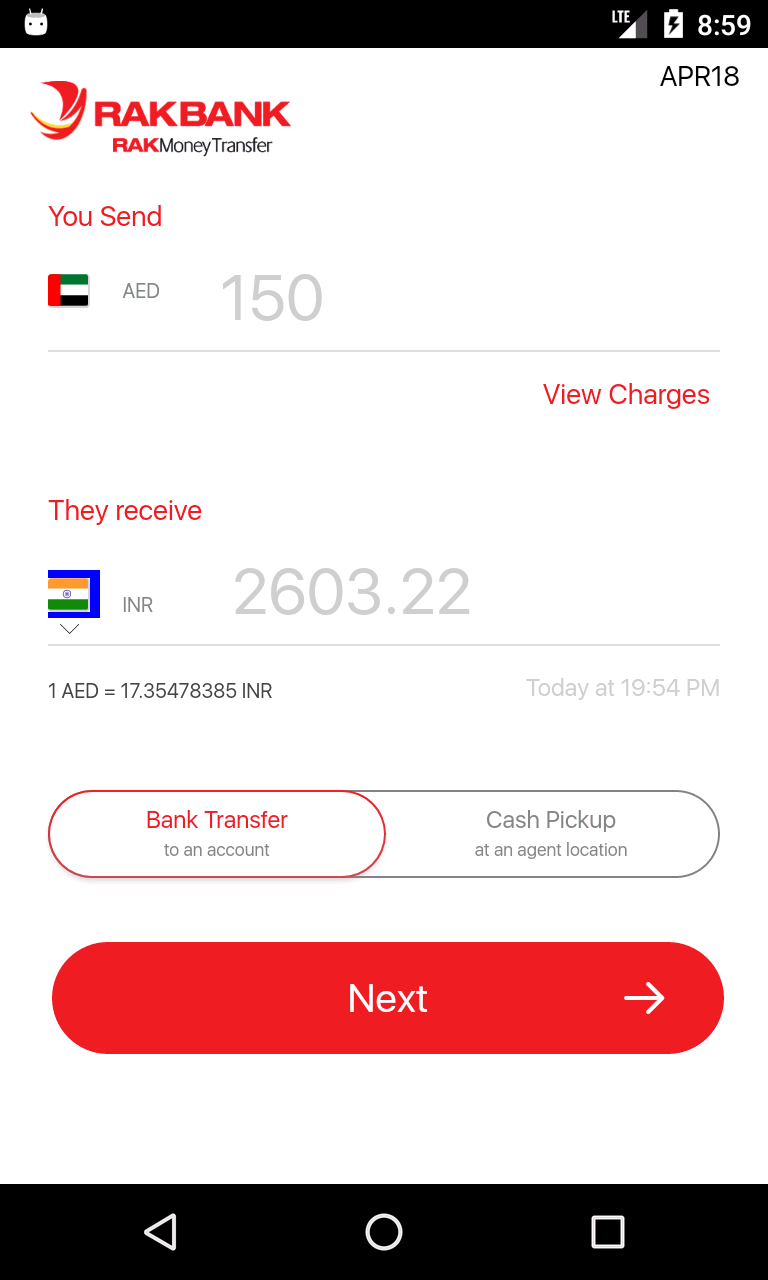 LTE 8:59
APR18
RAKBANK
RAKMoneyTransfer
You Send
AED 150
View Charges
They receive
INR 2603.22
1 AED = 17.35478385 INR Today at 19:54 PM
Bank Transfer Cash Pickup
to an account at an agent location
Next